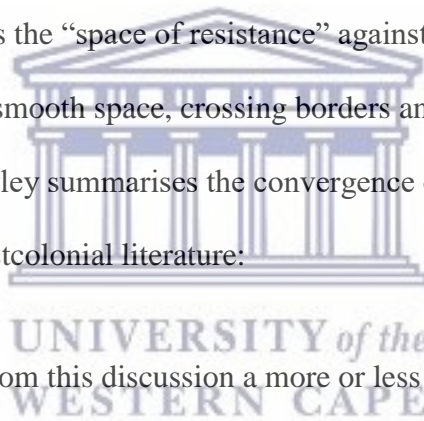 s the “space of resistance” against
smooth space, crossing borders an
ley summarises the convergence
stcolonial literature:
UNIVERSITY of the
om this discussion a more or less
WESTERN CAPE